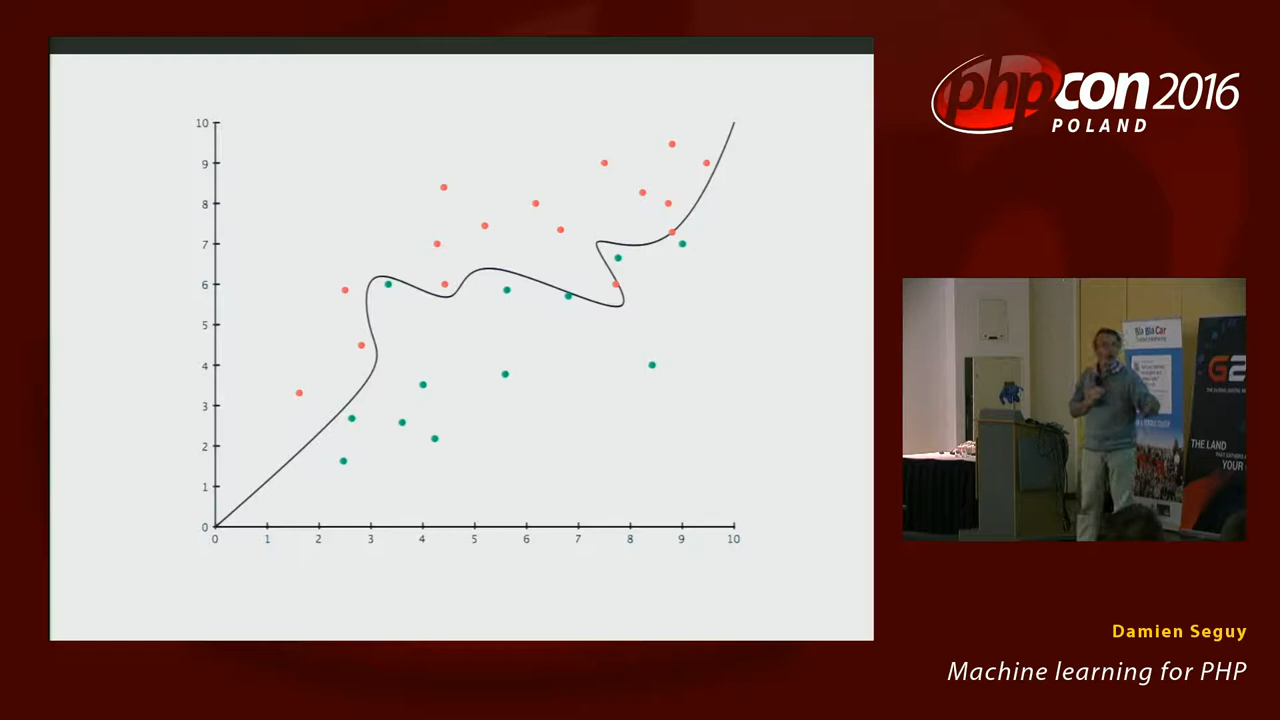 phpcon 2016
POLAND
10
9
8
7
6
5
4
3
2
1
0
0 1 2 3 4 5 6 7 8 9 10
Bla Bla Car
G2
THE LAND
YOUR
Damien Seguy
Machine learning for PHP